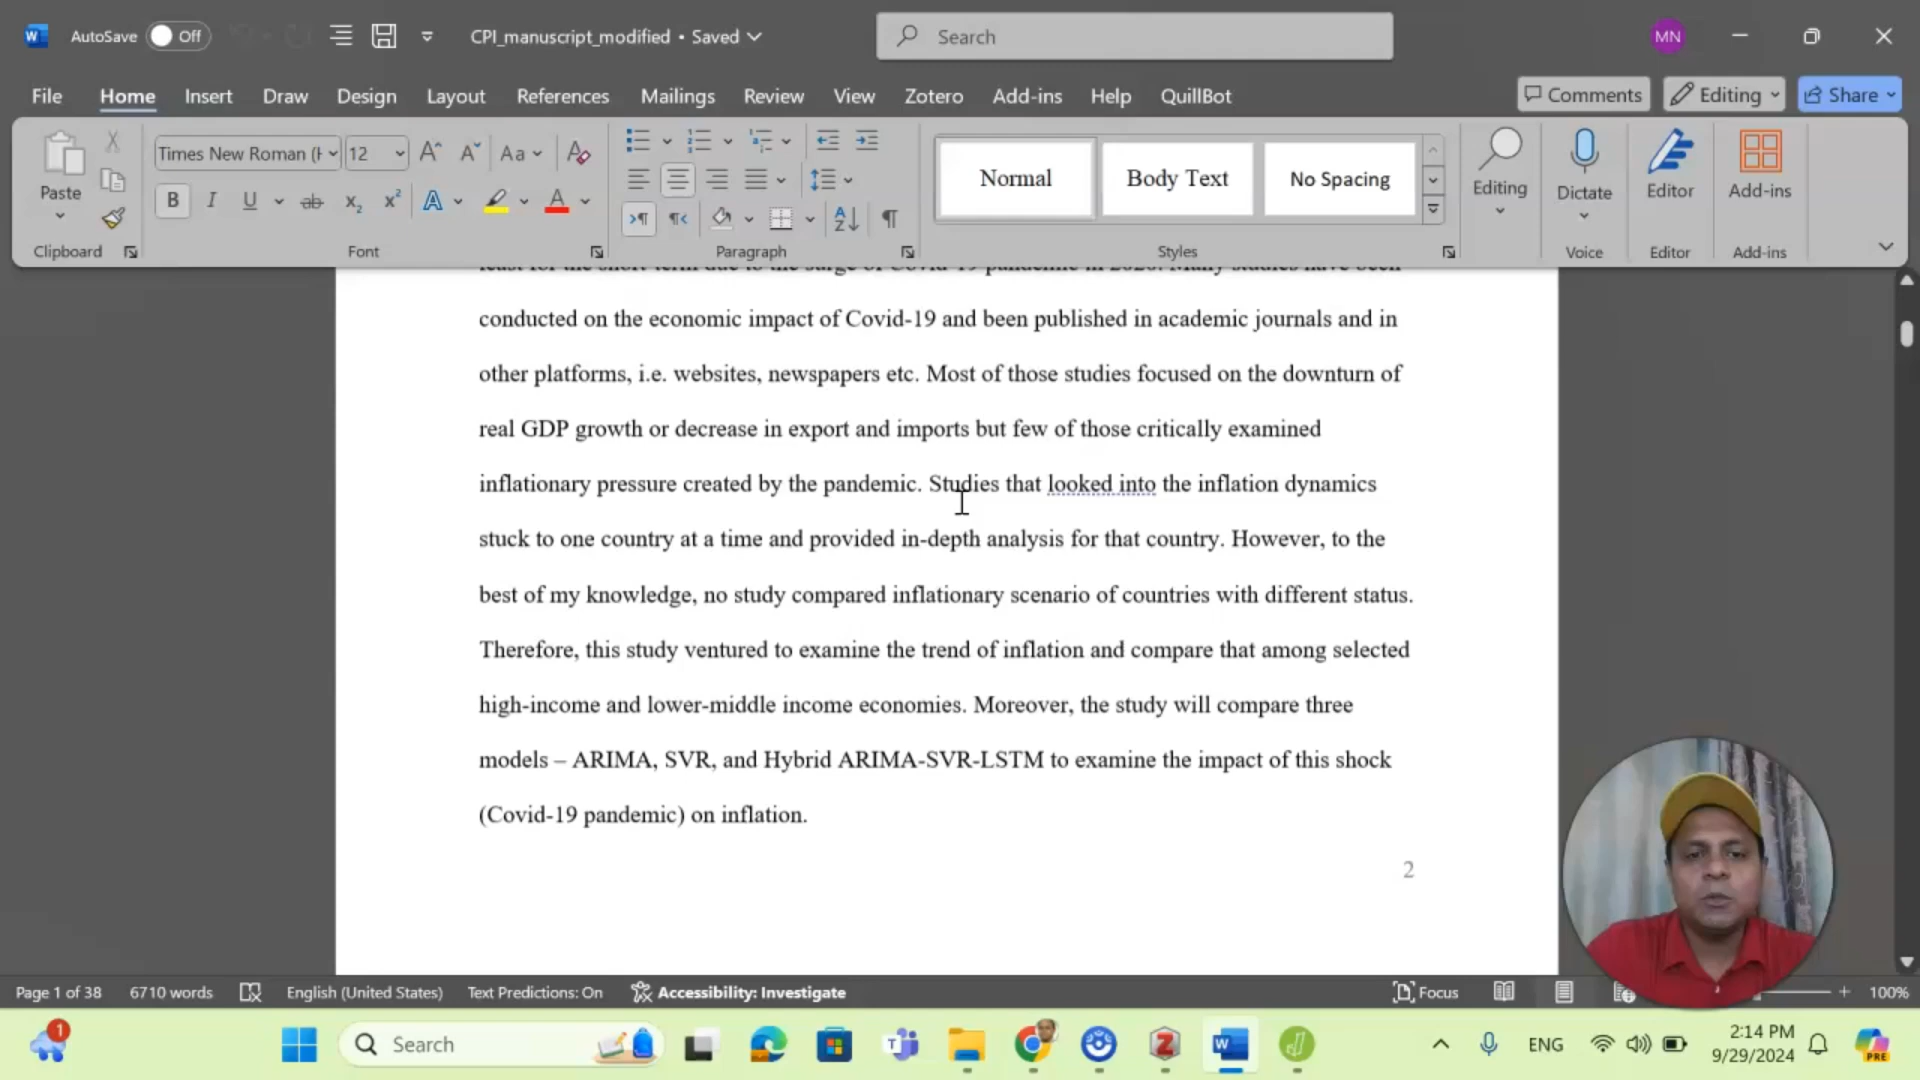 AutoSave Off CPI_manuscript_modified • Saved Search MN
File Home Insert Draw Design Layout References Mailings Review View Zotero Add-ins Help QuillBot Comments Editing Share
Paste Times New Roman (H 12 Aa Normal Body Text No Spacing Editing Dictate Editor Add-ins
Clipboard Font Paragraph Styles Voice Editor Add-ins
least for the short term due to the surge of Covid-19 pandemic in 2020. Many studies have been
conducted on the economic impact of Covid-19 and been published in academic journals and in
other platforms, i.e. websites, newspapers etc. Most of those studies focused on the downturn of
real GDP growth or decrease in export and imports but few of those critically examined
inflationary pressure created by the pandemic. Studies that looked into the inflation dynamics
stuck to one country at a time and provided in-depth analysis for that country. However, to the
best of my knowledge, no study compared inflationary scenario of countries with different status.
Therefore, this study ventured to examine the trend of inflation and compare that among selected
high-income and lower-middle income economies. Moreover, the study will compare three
models – ARIMA, SVR, and Hybrid ARIMA-SVR-LSTM to examine the impact of this shock
(Covid-19 pandemic) on inflation.
2
Page 1 of 38 6710 words English (United States) Text Predictions: On Accessibility: Investigate Focus 100%
1 Search ENG 2:14 PM
9/29/2024 PRE